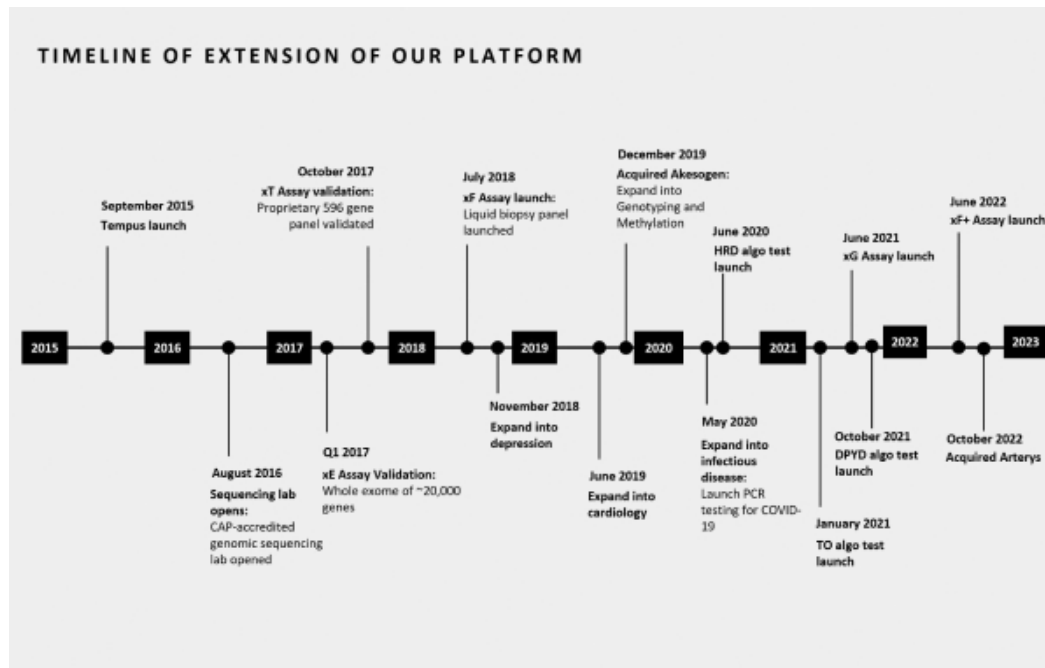 TIMELINE OF EXTENSION OF OUR PLATFORM
September 2015
Tempus launch
October 2017
xT Assay validation:
Proprietary 596 gene
panel validated
July 2018
xF Assay launch:
Liquid biopsy panel
launched
December 2019
Acquired Akesogen:
Expand into
Genotyping and
Methylation
June 2020
HRD algo test
launch
June 2021
xG Assay launch
June 2022
xF+ Assay launch
2015
2016
2017
2018
2019
2020
2021
2022
2023
August 2016
Sequencing lab
opens:
CAP-accredited
genomic sequencing
lab opened
Q1 2017
xE Assay Validation:
Whole exome of ~20,000
genes
November 2018
Expand into
depression
June 2019
Expand into
cardiology
May 2020
Expand into
infectious
disease:
Launch PCR
testing for COVID-
19
January 2021
TO algo test
launch
October 2021
DPYD algo test
launch
October 2022
Acquired Arterys